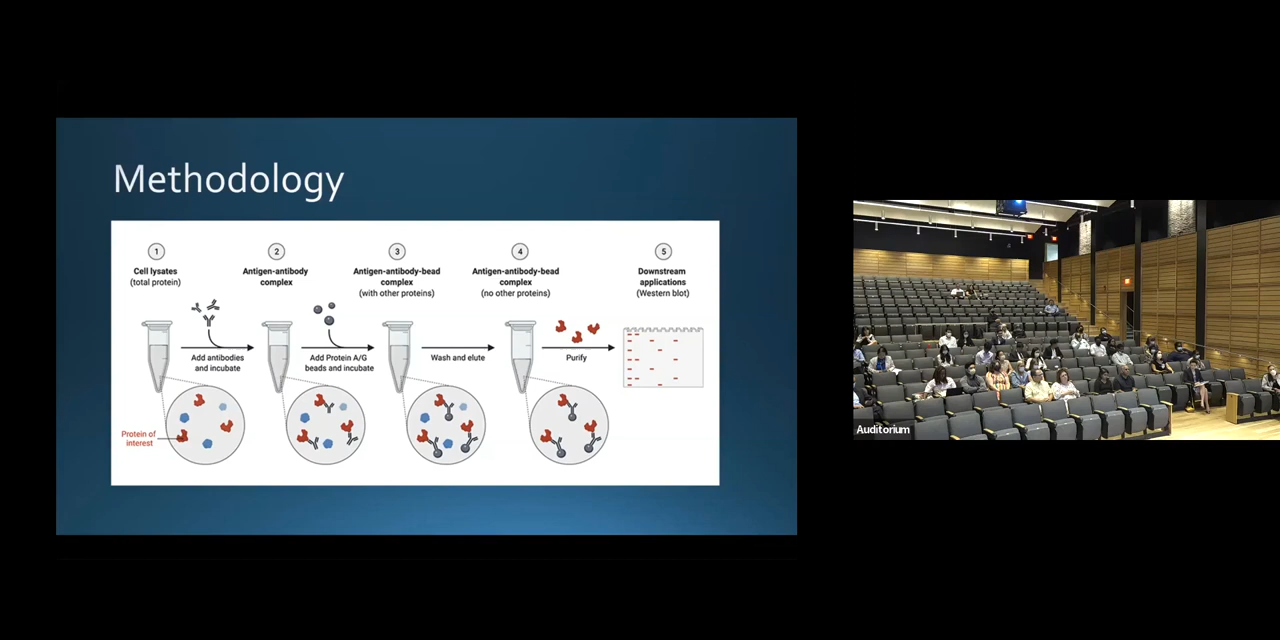 Methodology
1
Cell lysates
(total protein)
Add antibodies
and incubate
Protein of
interest
2
Antigen-antibody
complex
Add Protein A/G
beads and incubate
3
Antigen-antibody-bead
complex
(with other proteins)
Wash and elute
4
Antigen-antibody-bead
complex
(no other proteins)
Purify
5
Downstream
applications
(Western blot)
Auditorium